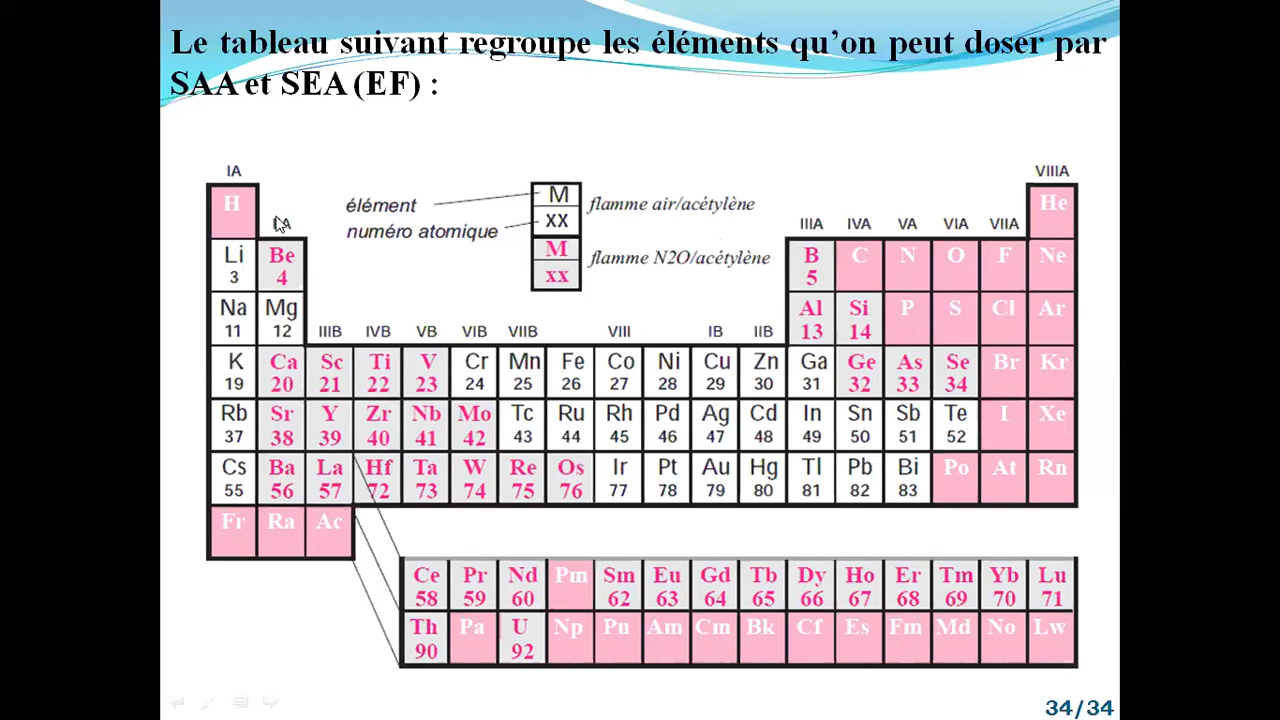 Le tableau suivant regroupe les éléments qu'on peut doser par
SAA et SEA (EF) :
IA
VIIIA
H
élément
M
flamme air/acétylène
He
numéro atomique
xx
IIIA IVA VA VIA VIIA
Li Be
M
flamme N2O/acétylène
B C N O F Ne
3 4
xx
5
Na Mg
Al Si P S Cl Ar
11 12
IIIB IVB VB VIB VIIB VIII IB IIB
13 14
K Ca Sc Ti V Cr Mn Fe Co Ni Cu Zn Ga Ge As Se Br Kr
19 20 21 22 23 24 25 26 27 28 29 30 31 32 33 34
Rb Sr Y Zr Nb Mo Tc Ru Rh Pd Ag Cd In Sn Sb Te I Xe
37 38 39 40 41 42 43 44 45 46 47 48 49 50 51 52
Cs Ba La Hf Ta W Re Os Ir Pt Au Hg Tl Pb Bi Po At Rn
55 56 57 72 73 74 75 76 77 78 79 80 81 82 83
Fr Ra Ac
Ce Pr Nd Pm Sm Eu Gd Tb Dy Ho Er Tm Yb Lu
58 59 60 62 63 64 65 66 67 68 69 70 71
Th Pa U Np Pu Am Cm Bk Cf Es Fm Md No Lw
90 92
34/34